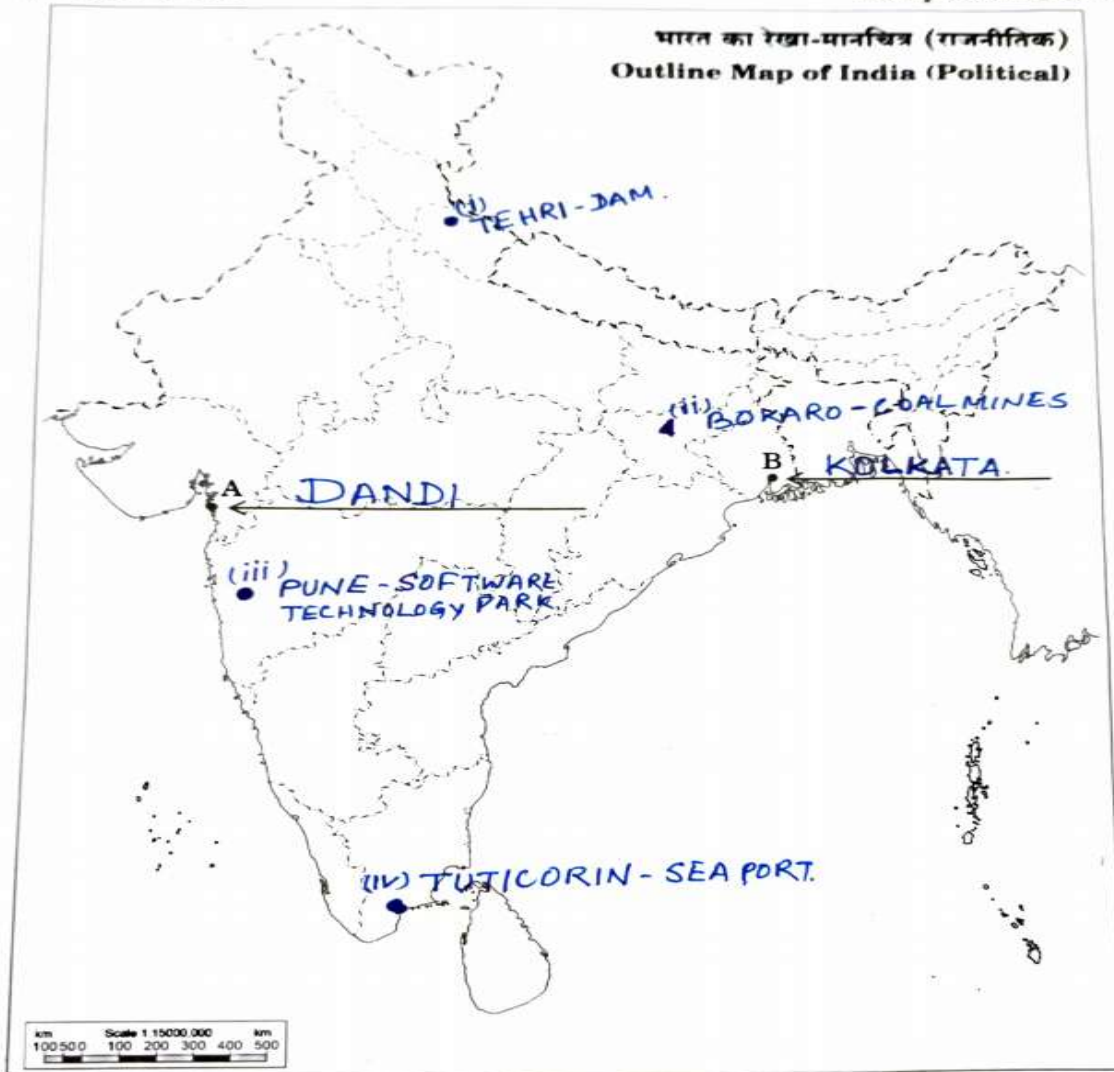 भारत का रेखा-मानचित्र (राजनीतिक)
Outline Map of India (Political)
(i)
TEHRI-DAM.
(ii) BOKARO-COALMINES
B
KOLKATA.
A
DANDI
(iii) PUNE-SOFTWARE
TECHNOLOGY PARK.
(iv) TUTICORIN-SEA PORT.
km Scale 1 15000.000 km
100 50 0 100 200 300 400 500